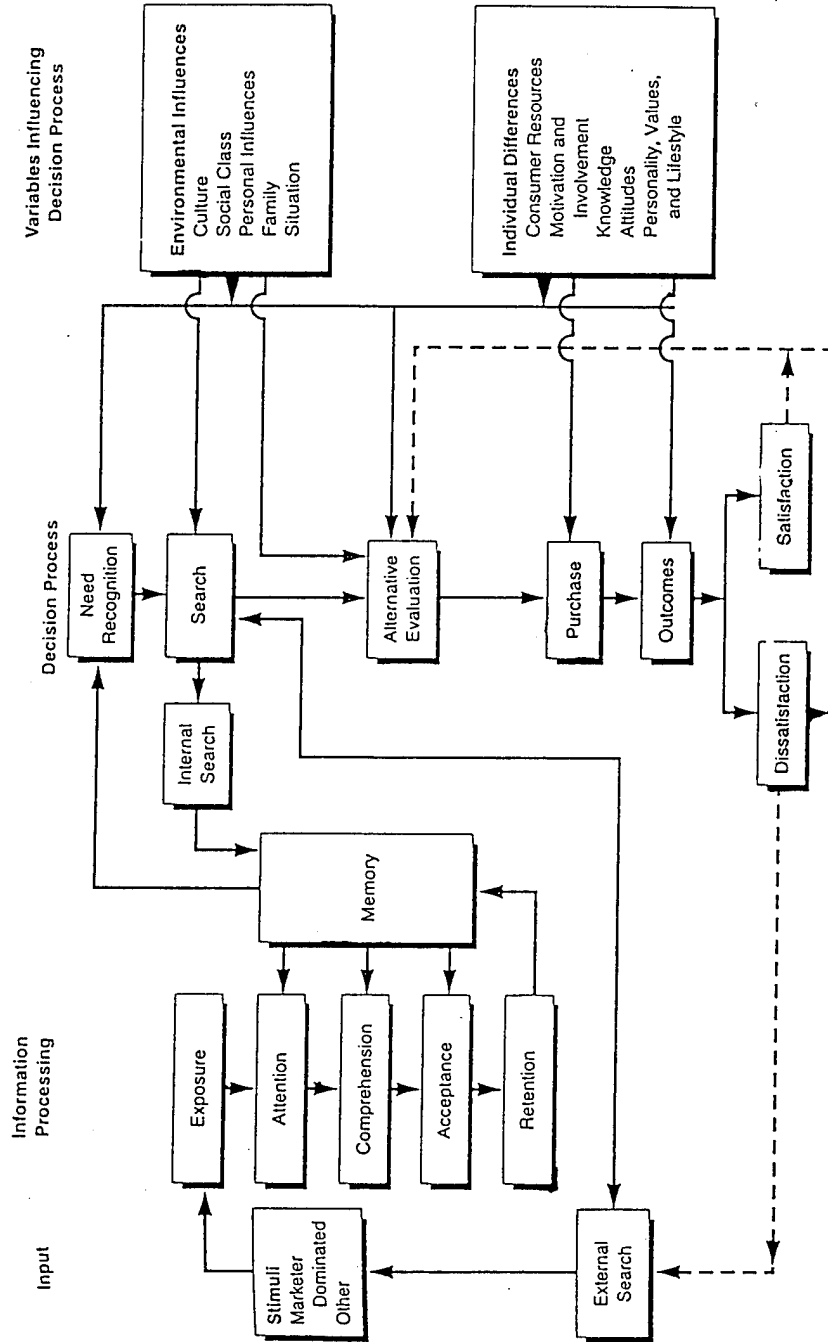 Input
Information
Processing
Decision Process
Variables Influencing
Decision Process
Stimuli
Marketer
Dominated
Other
External
Search
Exposure
Attention
Comprehension
Acceptance
Retention
Memory
Internal
Search
Need
Recognition
Search
Alternative
Evaluation
Purchase
Outcomes
Dissatisfaction
Satisfaction
Environmental Influences
Culture
Social Class
Personal Influences
Family
Situation
Individual Differences
Consumer Resources
Motivation and
Involvement
Knowledge
Attitudes
Personality, Values,
and Lifestyle